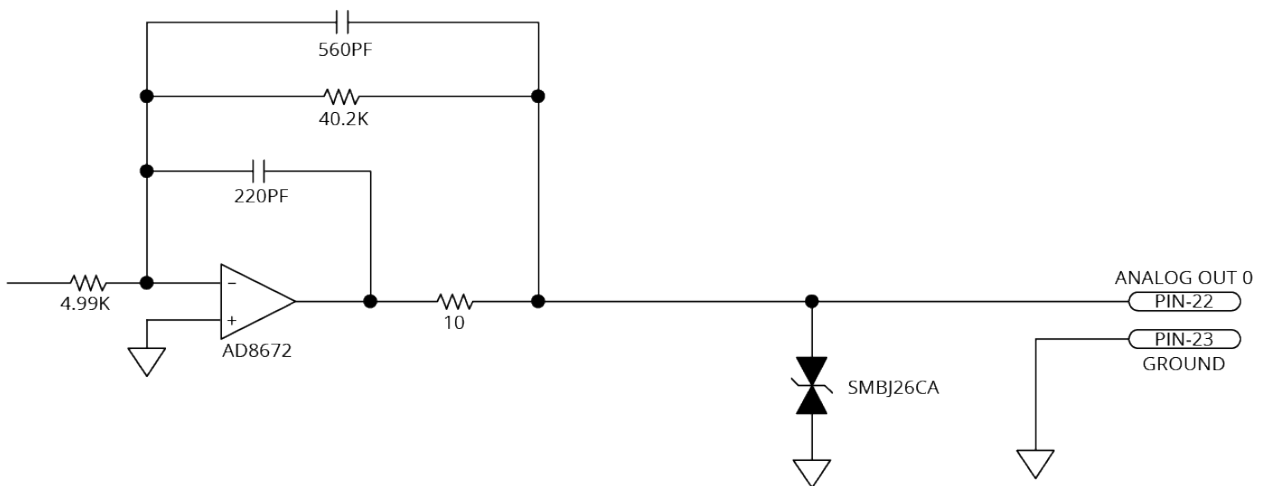 560PF
40.2K
220PF
4.99K
−
+
AD8672
10
ANALOG OUT 0
PIN-22
PIN-23
GROUND
SMBJ26CA